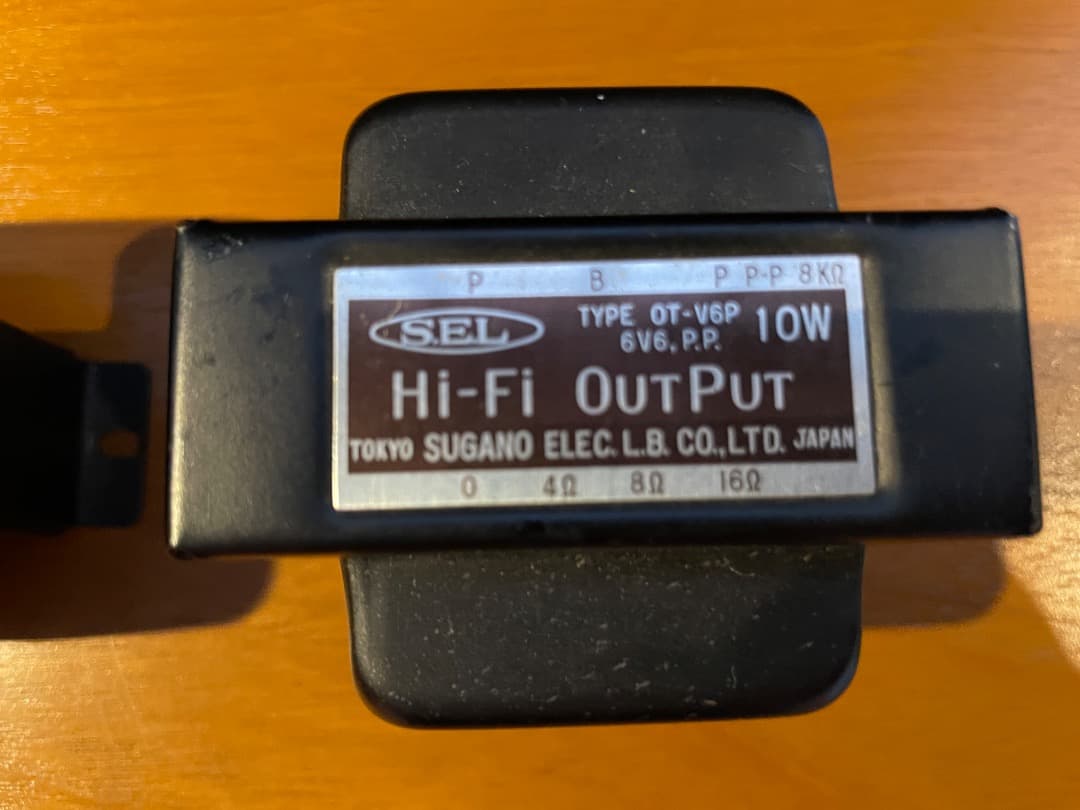 P B P P-P 8KΩ
SEL TYPE OT-V6P 10W
6V6, P.P.
Hi-Fi OUTPUT
TOKYO SUGANO ELEC. L.B. CO.,LTD. JAPAN
0 4Ω 8Ω 16Ω